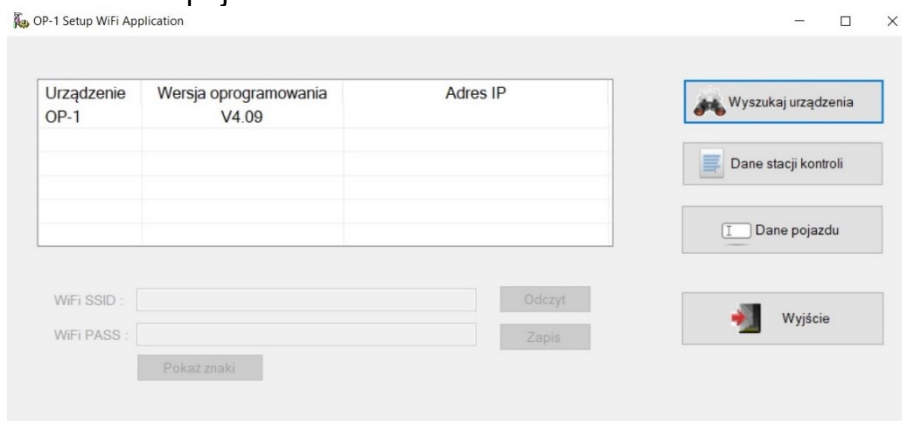 OP-1 Setup WiFi Application
Urządzenie Wersja oprogramowania Adres IP
OP-1 V4.09
Wyszukaj urządzenia
Dane stacji kontroli
Dane pojazdu
WiFi SSID : Odczyt
WiFi PASS : Zapis
Pokaż znaki
Wyjście